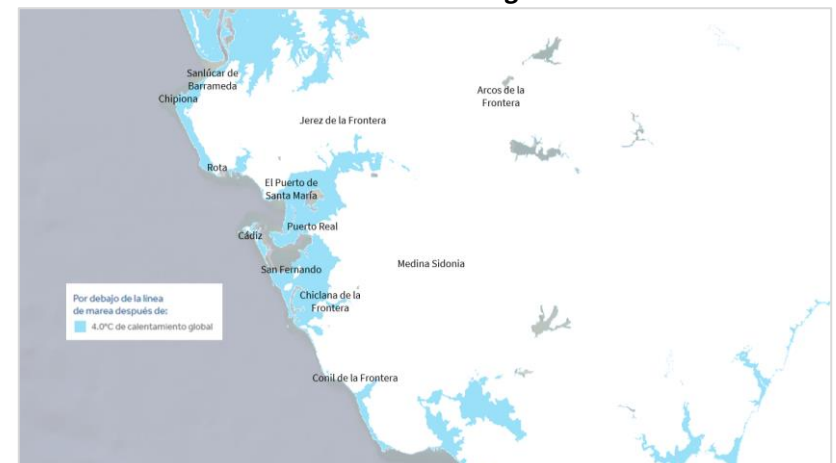 g
Sanlúcar de
Barrameda
Chipiona
Arcos de la
Frontera
Jerez de la Frontera
Rota
El Puerto de
Santa María
Puerto Real
Cádiz
San Fernando
Medina Sidonia
Chiclana de la
Frontera
Por debajo de la línea
de marea después de:
4.0°C de calentamiento global
Conil de la Frontera